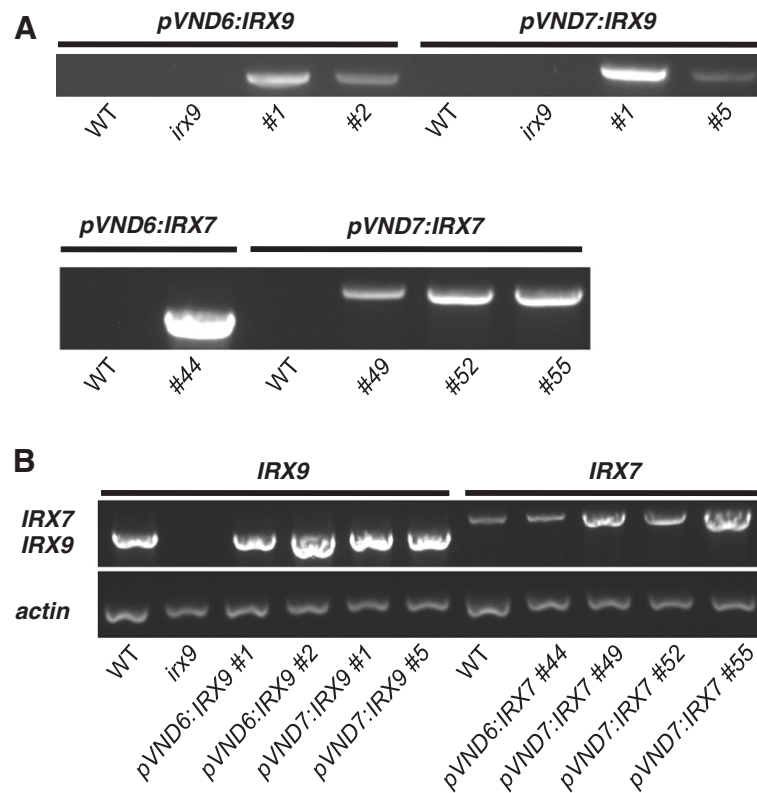 A
pVND6:IRX9 pVND7:IRX9
WT irx9 #1 #2 WT irx9 #1 #5
pVND6:IRX7 pVND7:IRX7
WT #44 WT #49 #52 #55
B
IRX9 IRX7
IRX7
IRX9
actin
WT irx9 pVND6:IRX9 #1 pVND6:IRX9 #2 pVND7:IRX9 #1 pVND7:IRX9 #5 WT pVND6:IRX7 #44 pVND7:IRX7 #49 pVND7:IRX7 #52 pVND7:IRX7 #55